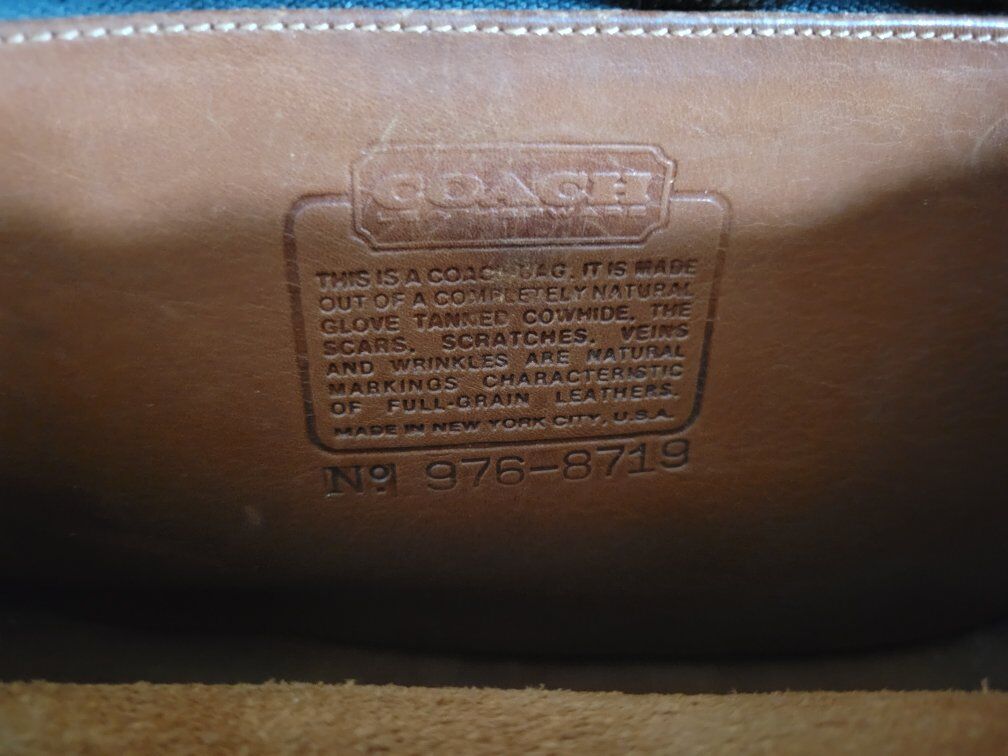 COACH
THIS IS A COACH BAG. IT IS MADE
OUT OF A COMPLETELY NATURAL
GLOVE TANNED COWHIDE. THE
SCARS, SCRATCHES, VEINS
AND WRINKLES ARE NATURAL
MARKINGS CHARACTERISTIC
OF FULL-GRAIN LEATHERS.
MADE IN NEW YORK CITY, U.S.A.
No. 976-8719